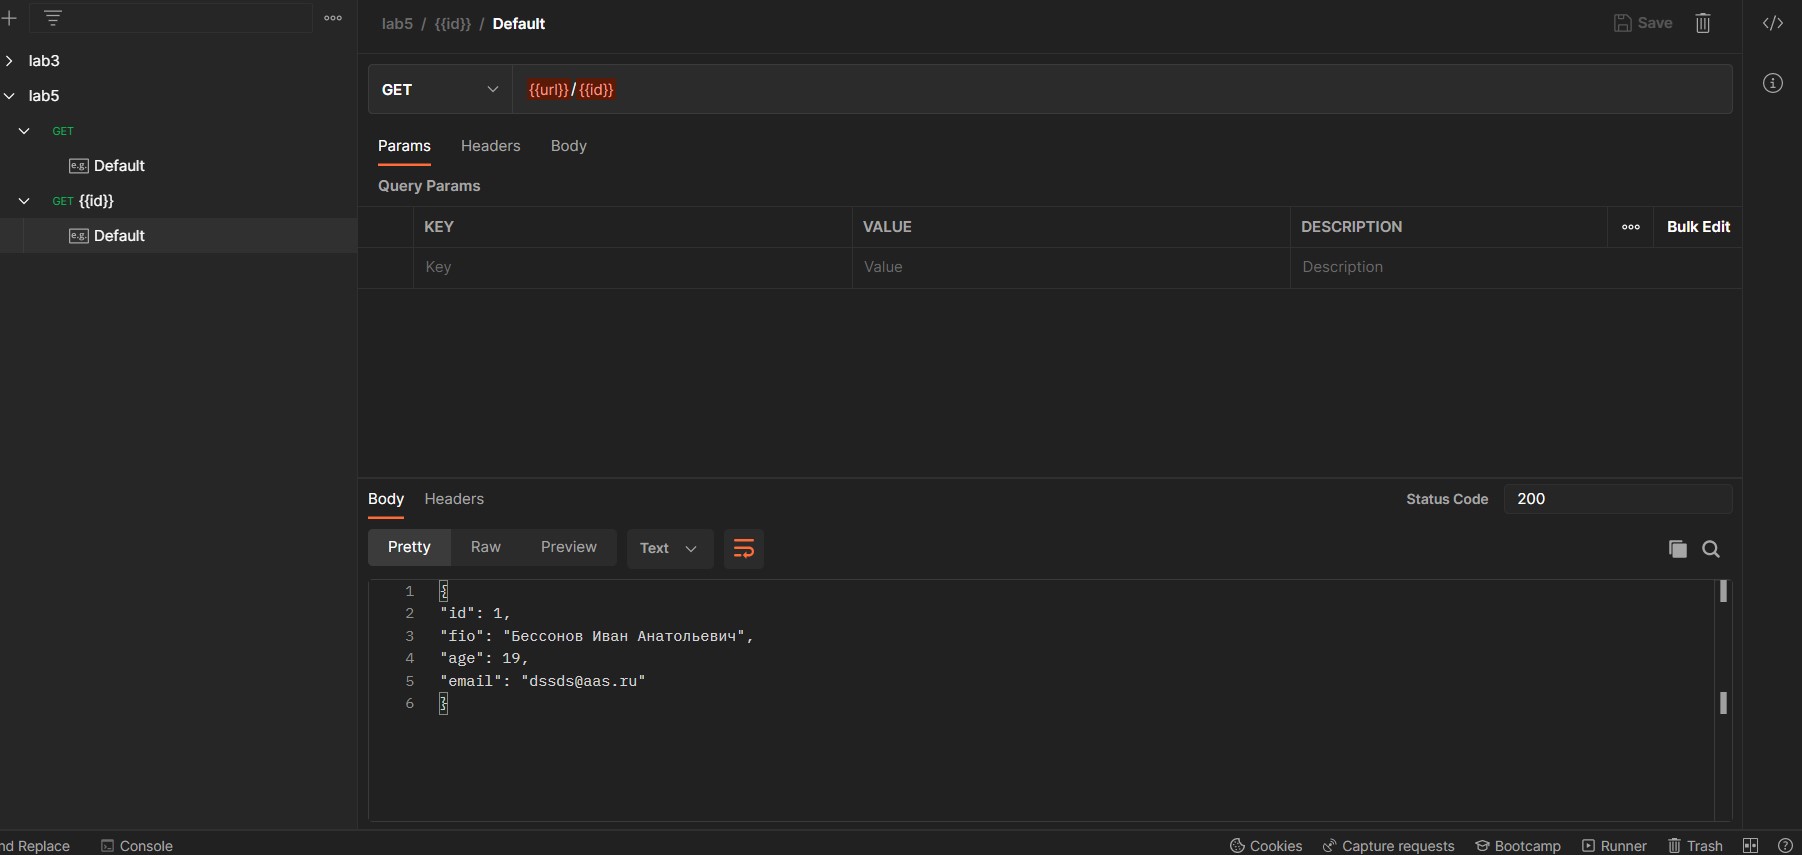 lab5 / {{id}} / Default
Save
lab3
lab5
GET
e.g. Default
GET {{id}}
e.g. Default
GET
{{url}}/{{id}}
Params Headers Body
Query Params
KEY VALUE DESCRIPTION Bulk Edit
Key Value Description
Body Headers
Status Code 200
Pretty Raw Preview Text
1 {
2 "id": 1,
3 "fio": "Бессонов Иван Анатольевич",
4 "age": 19,
5 "email": "dssds@aas.ru"
6 }
nd Replace Console Cookies Capture requests Bootcamp Runner Trash